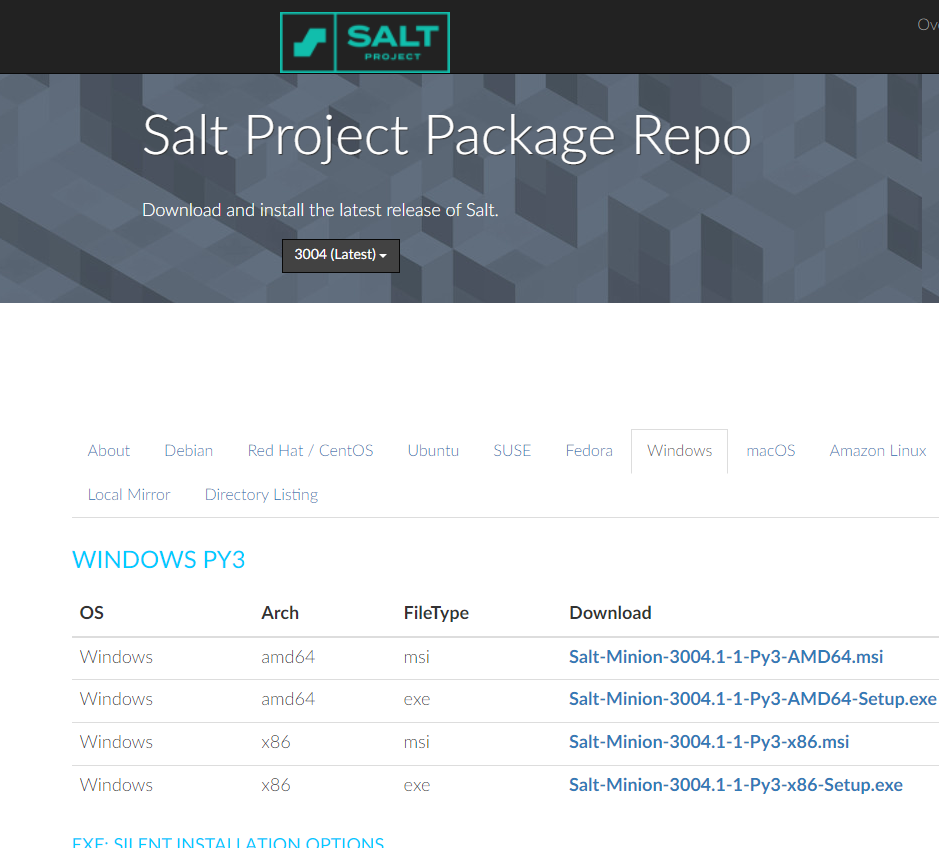 SALT
PROJECT
Salt Project Package Repo
Download and install the latest release of Salt.
3004 (Latest)
About Debian Red Hat / CentOS Ubuntu SUSE Fedora Windows macOS Amazon Linux
Local Mirror Directory Listing
WINDOWS PY3
OS Arch FileType Download
Windows amd64 msi Salt-Minion-3004.1-1-Py3-AMD64.msi
Windows amd64 exe Salt-Minion-3004.1-1-Py3-AMD64-Setup.exe
Windows x86 msi Salt-Minion-3004.1-1-Py3-x86.msi
Windows x86 exe Salt-Minion-3004.1-1-Py3-x86-Setup.exe
EXE: SILENT INSTALLATION OPTIONS